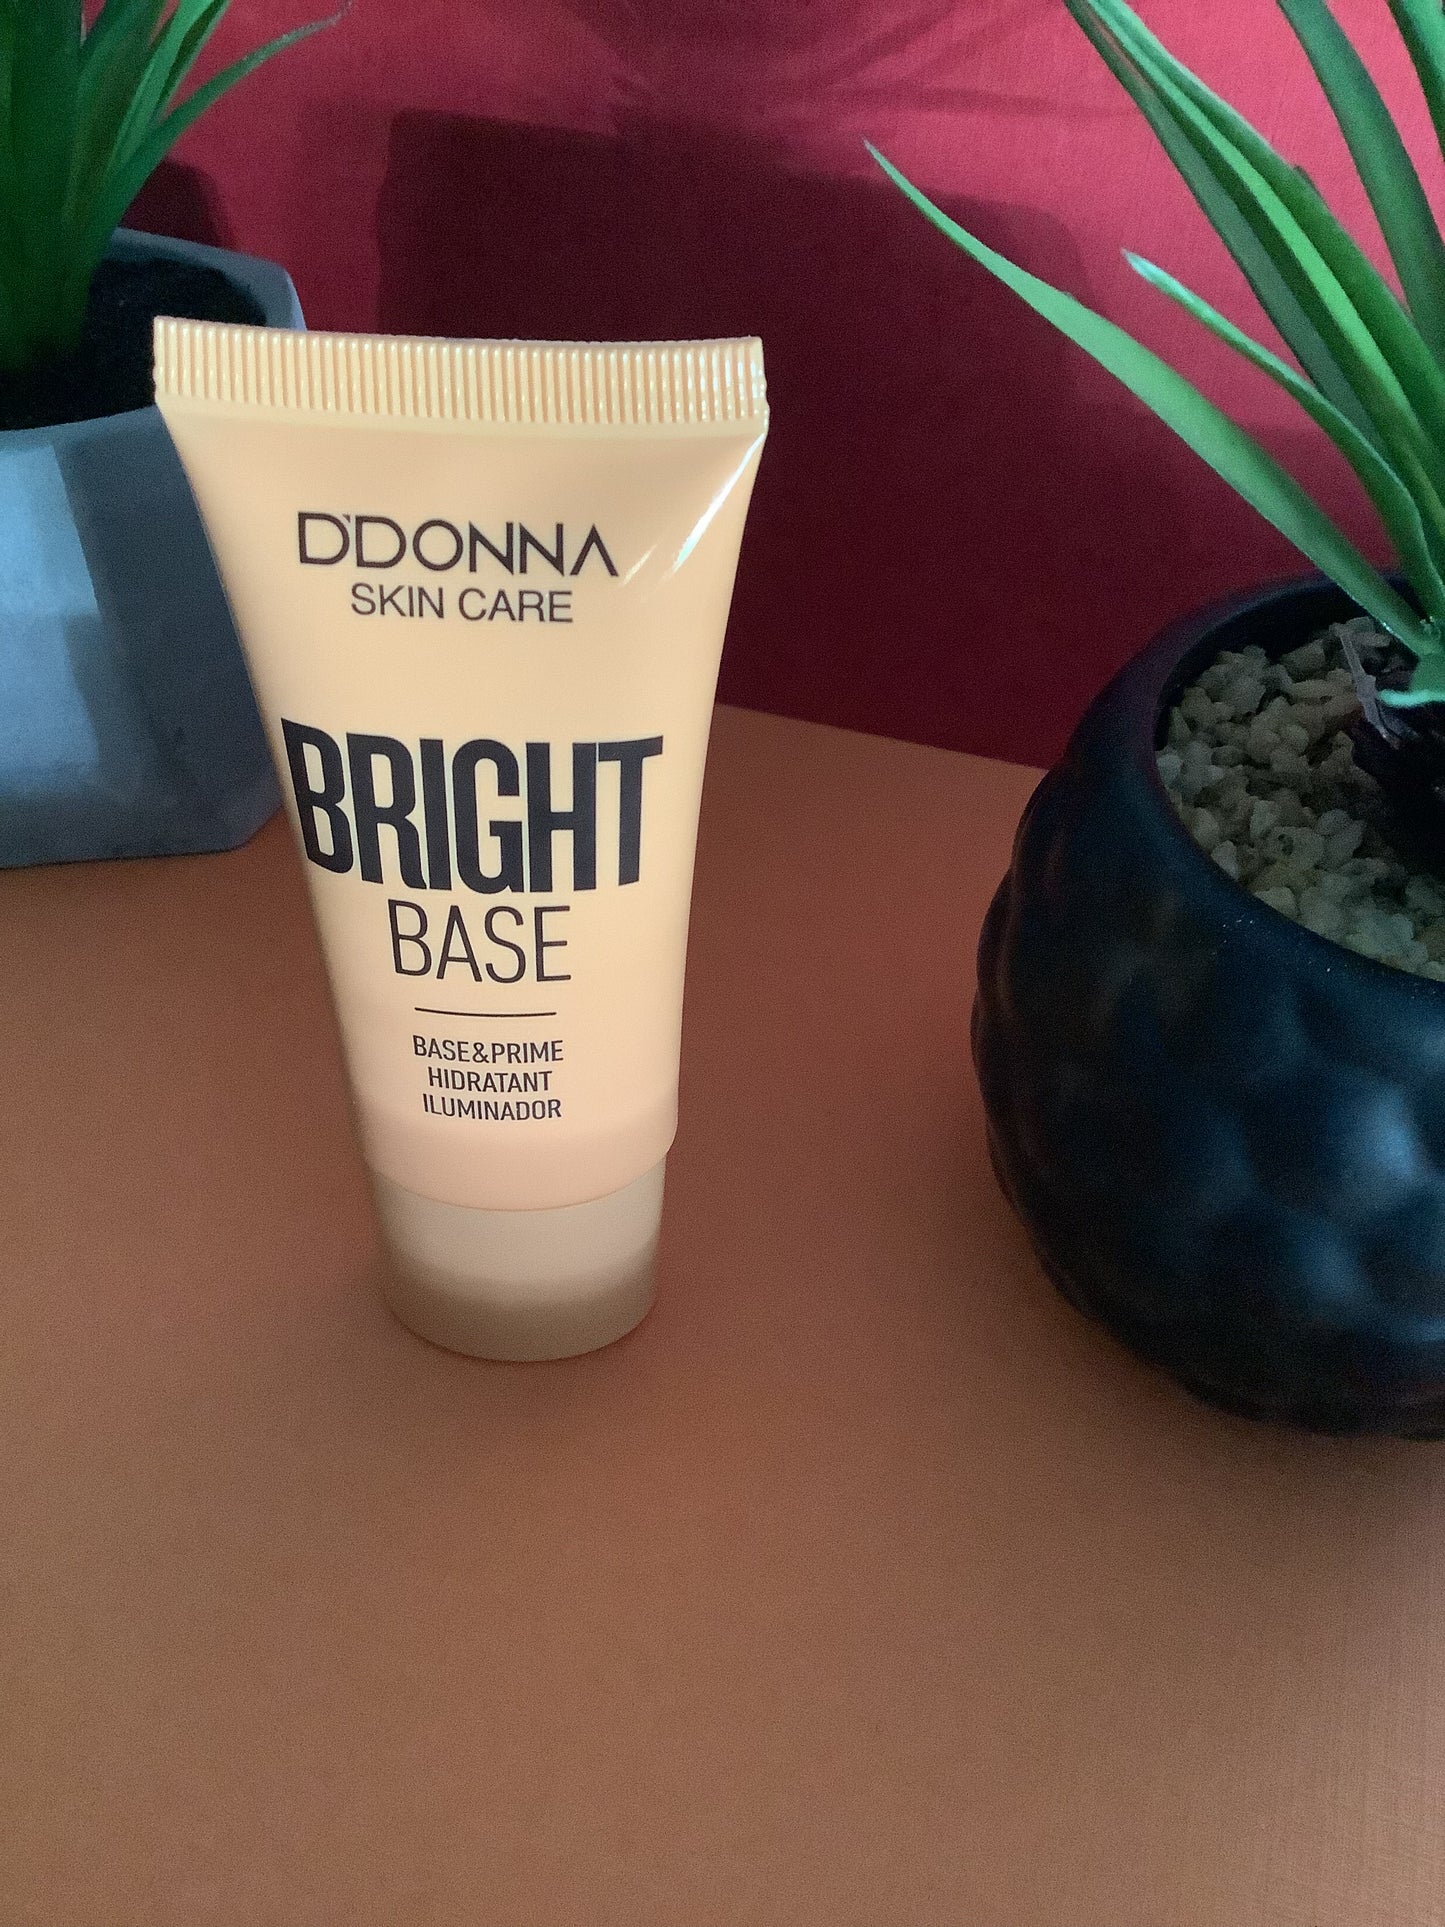 D'DONNA
SKIN CARE
BRIGHT
BASE
BASE&PRIME
HIDRATANT
ILUMINADOR